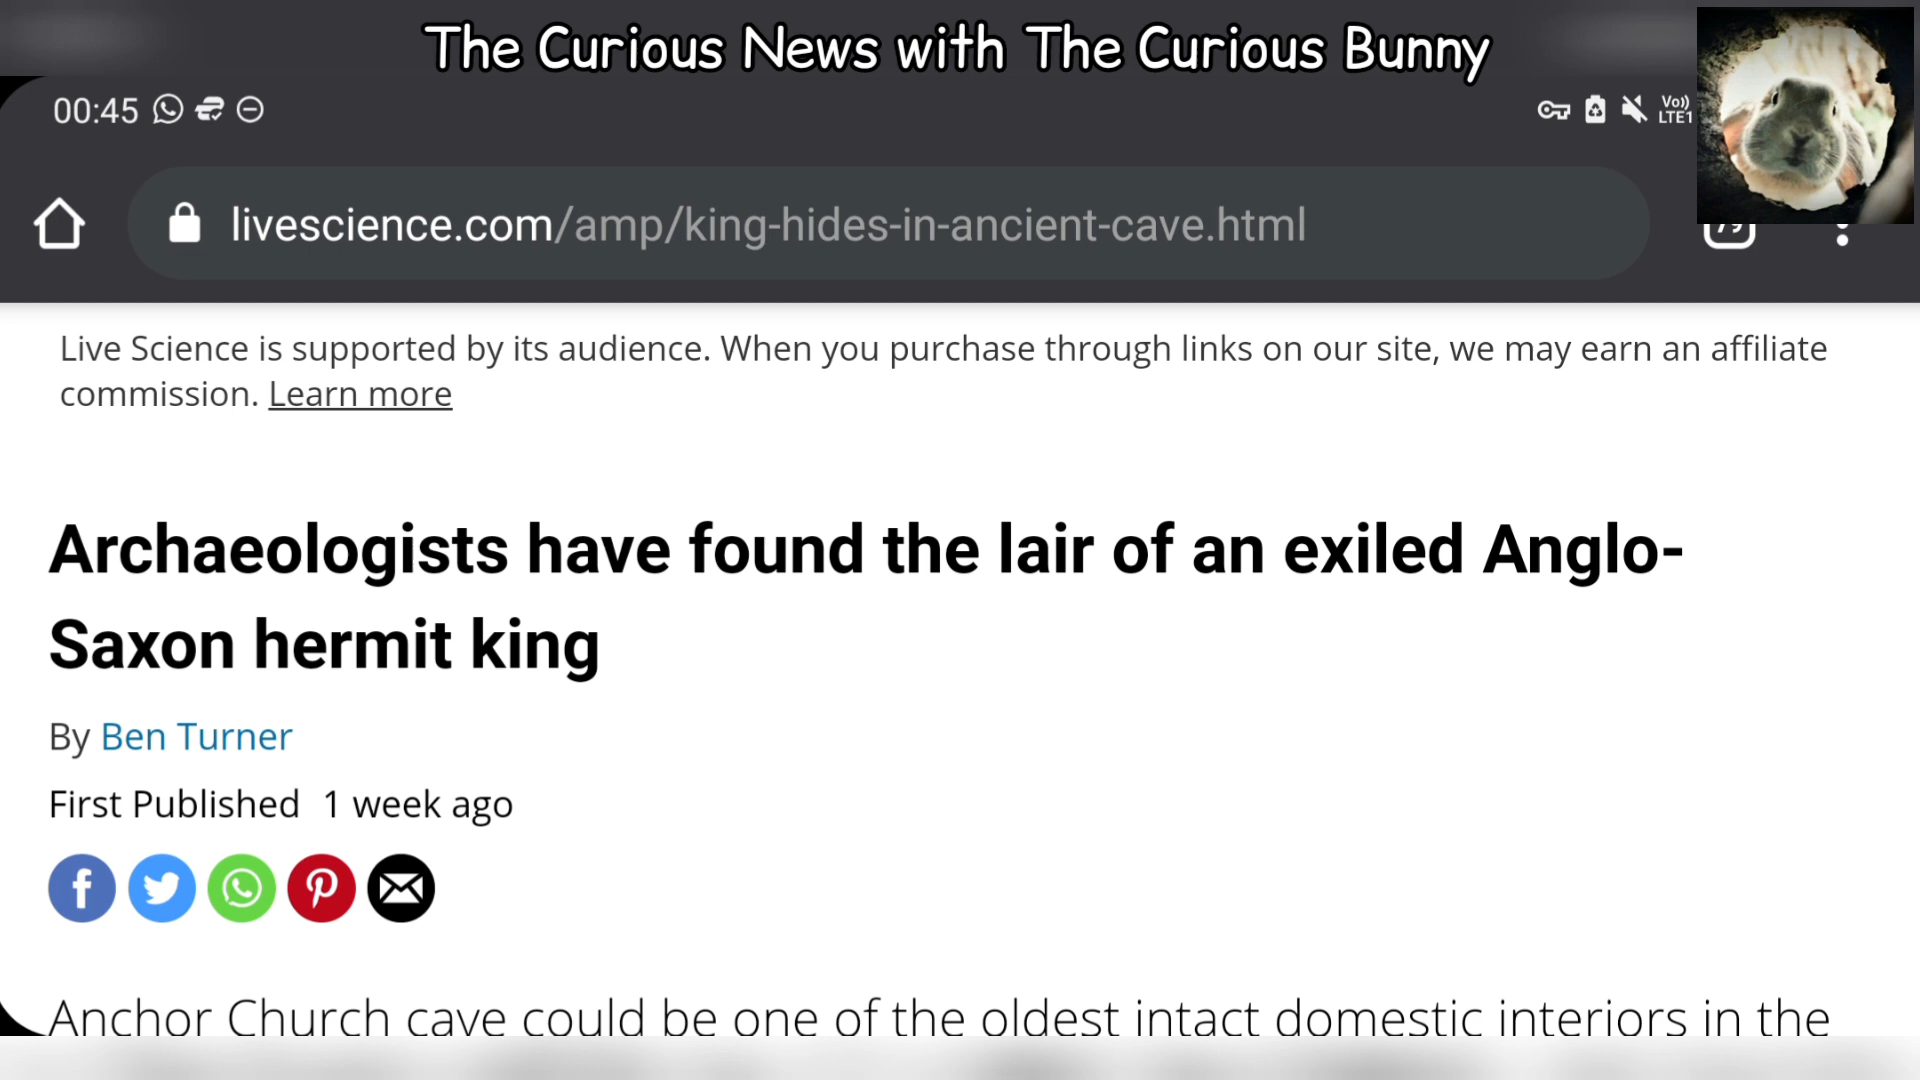 The Curious News with The Curious Bunny
00:45
Vo))
LTE1
livescience.com/amp/king-hides-in-ancient-cave.html
Live Science is supported by its audience. When you purchase through links on our site, we may earn an affiliate
commission. Learn more
Archaeologists have found the lair of an exiled Anglo-
Saxon hermit king
By Ben Turner
First Published 1 week ago
Anchor Church cave could be one of the oldest intact domestic interiors in the